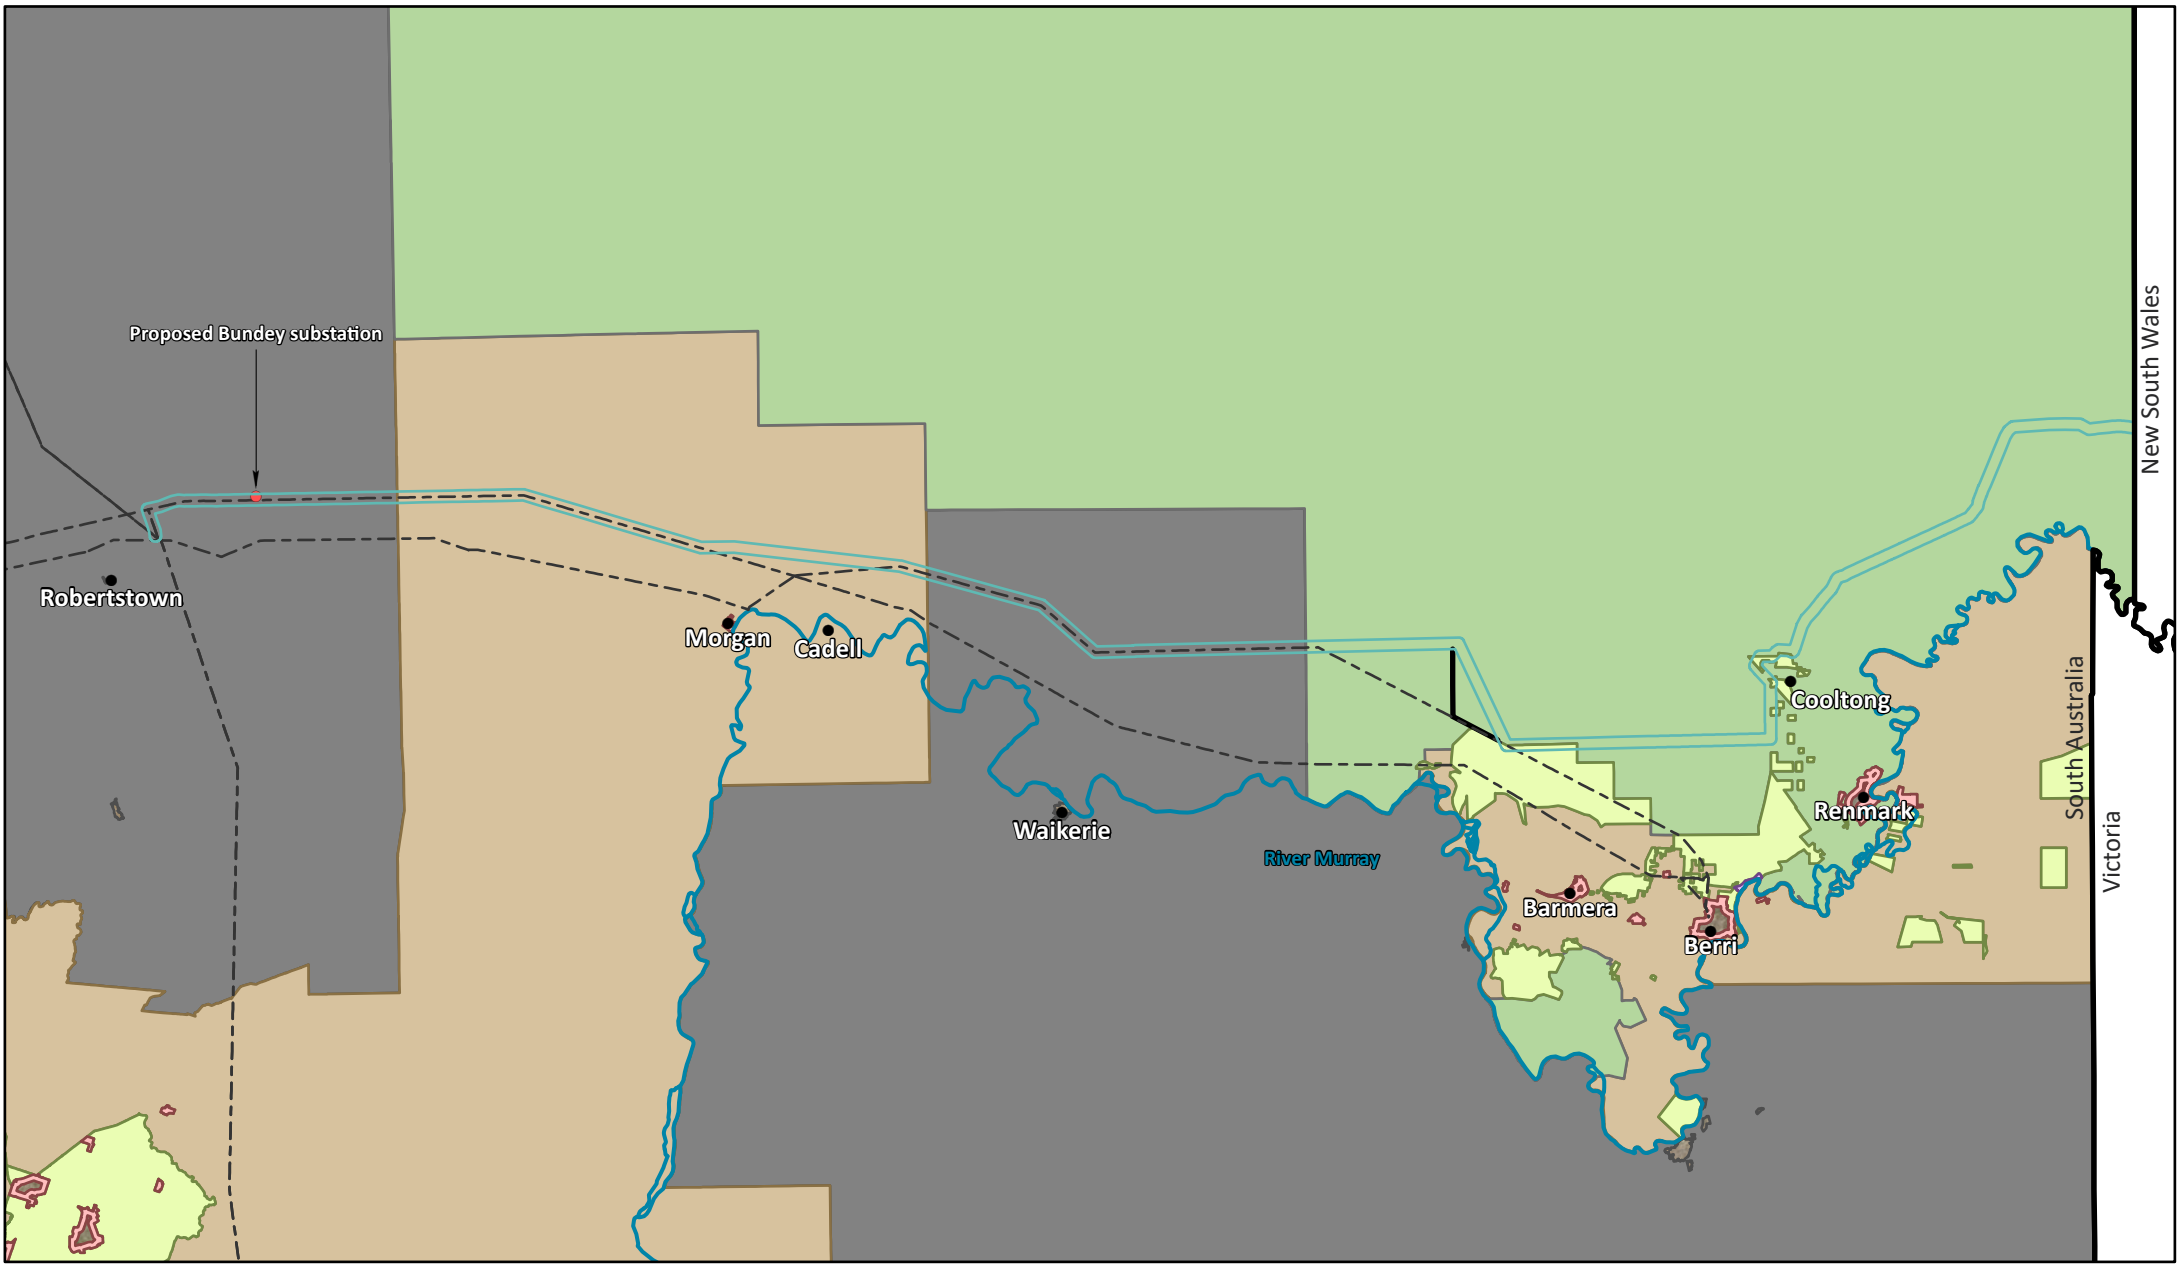 Proposed Bundey substation
New South Wales
Robertstown
Morgan
Cadell
South Australia
Cooltong
Renmark
Waikerie
River Murray
Victoria
Barmera
Berri